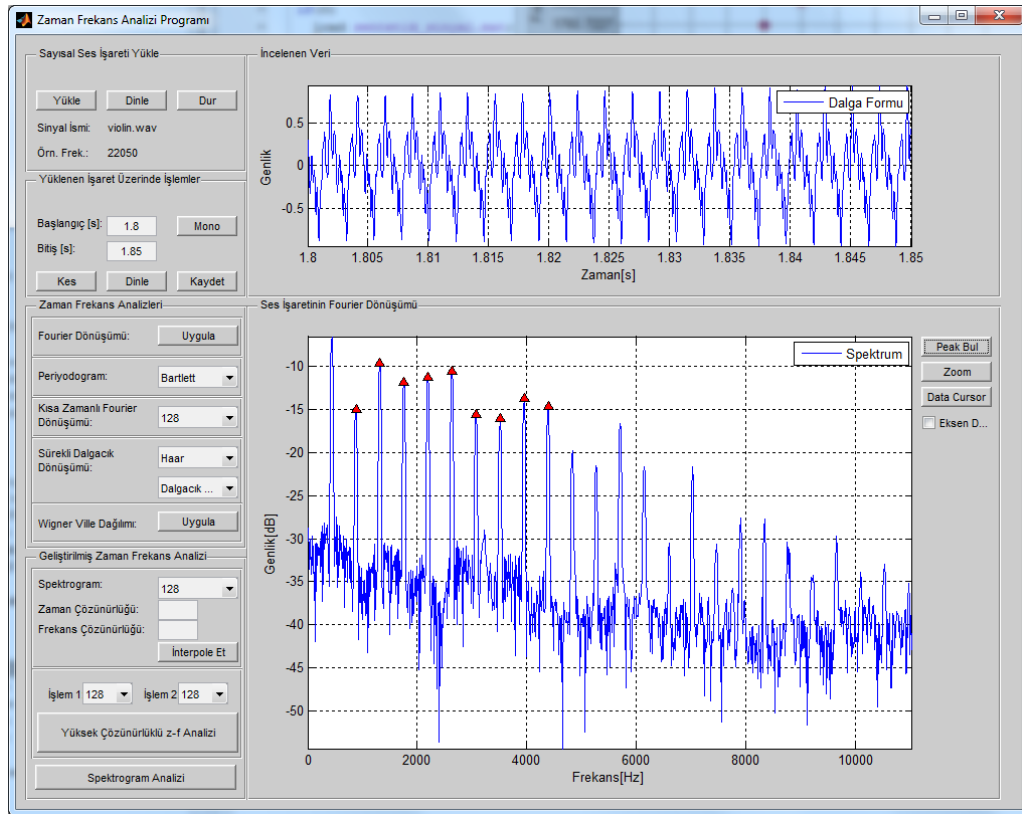 Zaman Frekans Analizi Programı
Sayısal Ses İşareti Yükle
Yükle Dinle Dur
Sinyal İsmi: violin.wav
Örn. Frek.: 22050
Yüklenen İşaret Üzerinde İşlemler
Başlangıç [s]: 1.8 Mono
Bitiş [s]: 1.85
Kes Dinle Kaydet
Zaman Frekans Analizleri
Fourier Dönüşümü: Uygula
Periyodogram: Bartlett
Kısa Zamanlı Fourier
Dönüşümü: 128
Sürekli Dalgacık
Dönüşümü: Haar
Dalgacık ...
Wigner Ville Dağılımı: Uygula
Geliştirilmiş Zaman Frekans Analizi
Spektrogram: 128
Zaman Çözünürlüğü:
Frekans Çözünürlüğü:
İnterpole Et
İşlem 1 128 İşlem 2 128
Yüksek Çözünürlüklü z-f Analizi
Spektrogram Analizi
İncelenen Veri
Dalga Formu
Genlik
0.5
0
-0.5
1.8 1.805 1.81 1.815 1.82 1.825 1.83 1.835 1.84 1.845 1.85
Zaman[s]
Ses İşaretinin Fourier Dönüşümü
Spektrum
Genlik[dB]
-10
-15
-20
-25
-30
-35
-40
-45
-50
0 2000 4000 6000 8000 10000
Frekans[Hz]
Peak Bul
Zoom
Data Cursor
Eksen D...